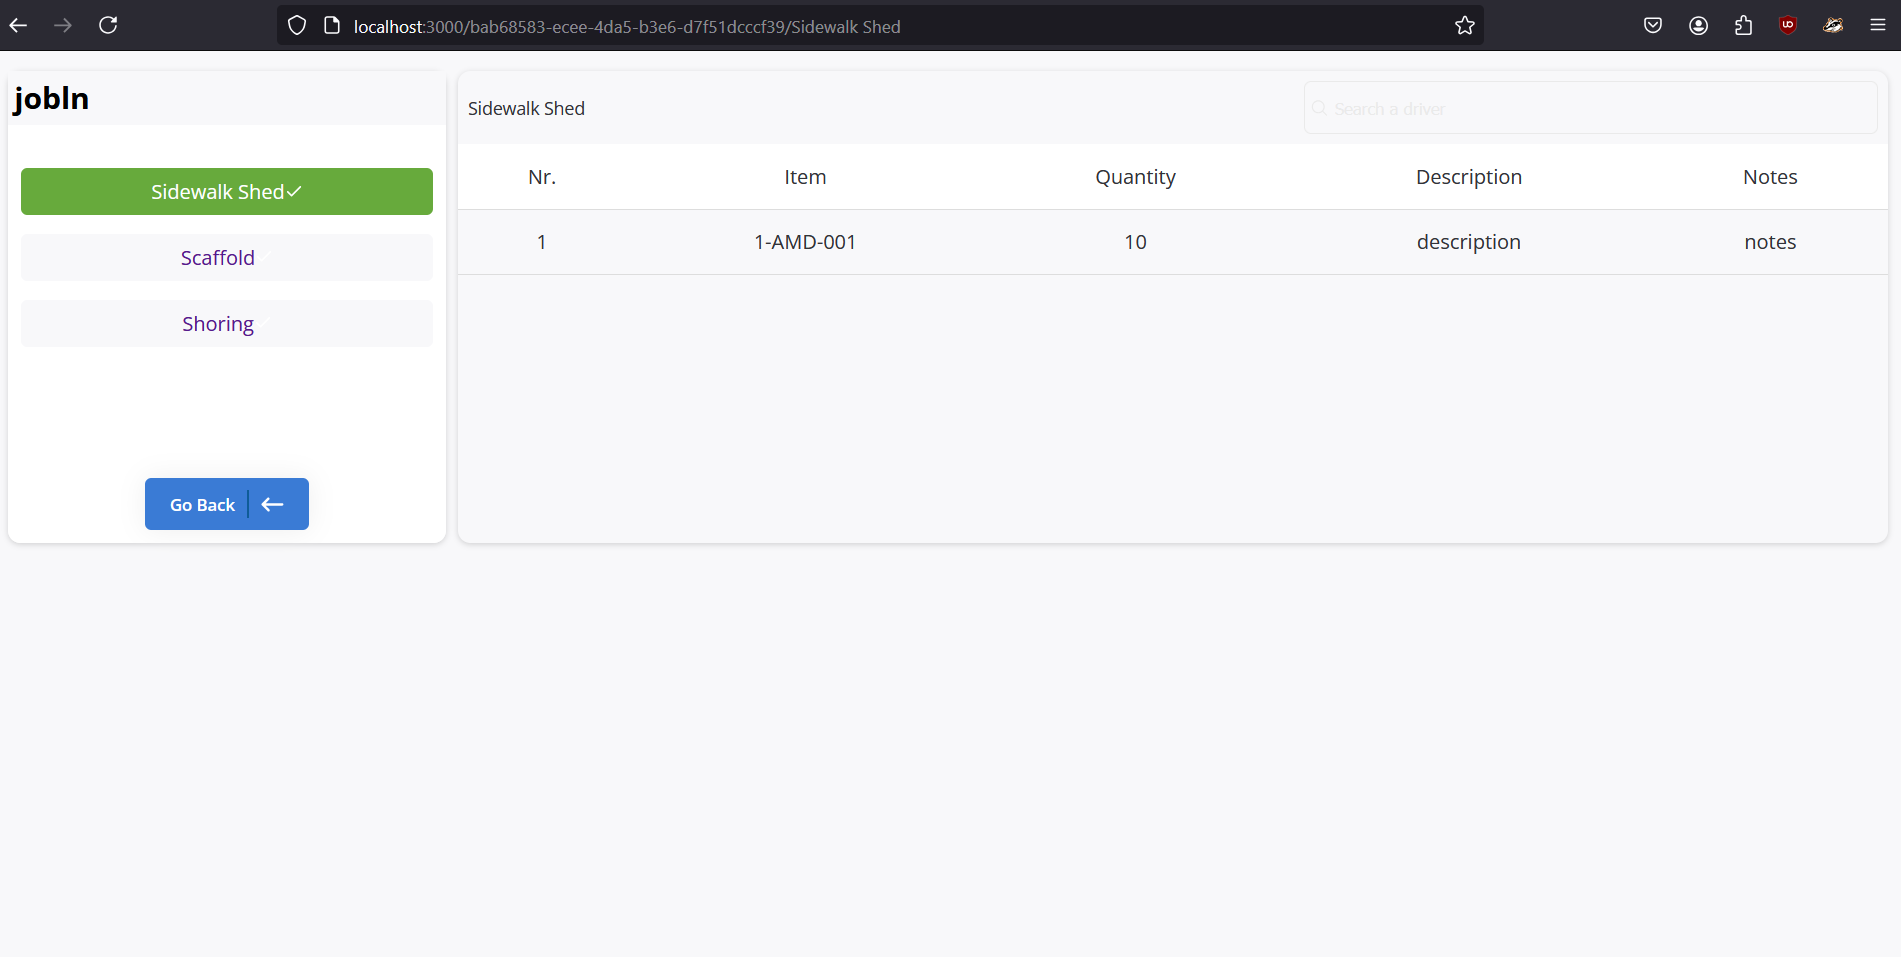 localhost:3000/bab68583-ecee-4da5-b3e6-d7f51dcccf39/Sidewalk Shed
jobIn
Sidewalk Shed
Scaffold
Shoring
Go Back
Sidewalk Shed
Search a driver
Nr. Item Quantity Description Notes
1 1-AMD-001 10 description notes